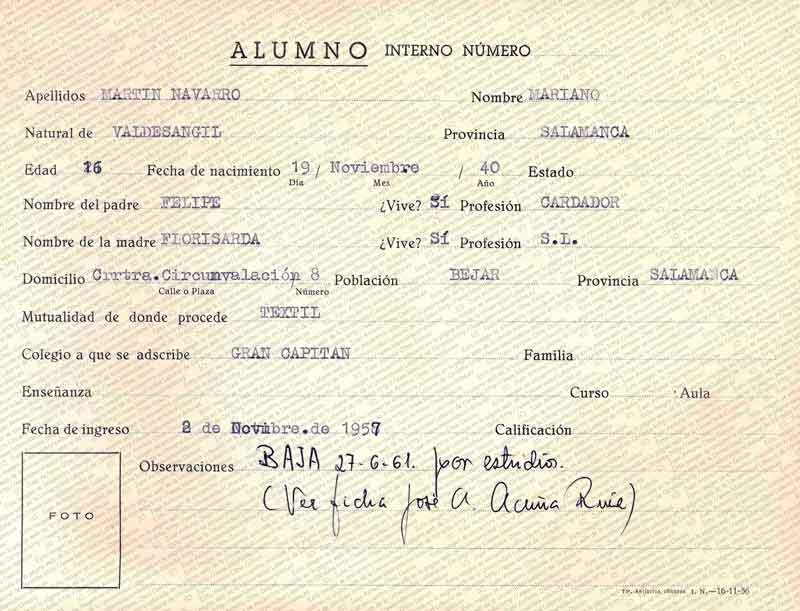 ALUMNO INTERNO NÚMERO
Apellidos MARTIN NAVARRO Nombre MARIANO
Natural de VALDESANGIL Provincia SALAMANCA
Edad 16 Fecha de nacimiento 19 / Noviembre / 40 Estado
Día Mes Año
Nombre del padre FELIPE ¿Vive? Sí Profesión CARDADOR
Nombre de la madre FLORISARDA ¿Vive? Sí Profesión S.L.
Domicilio Crrtra.Circunvalación, 8 Población BEJAR Provincia SALAMANCA
Calle o Plaza Número
Mutualidad de donde procede TEXTIL
Colegio a que se adscribe GRAN CAPITAN Familia
Enseñanza Curso Aula
Fecha de ingreso 2 de de 1957 Calificación
Observaciones BAJA 27-6-61. por estudios.
(Ver ficha José A. Acuña Ruiz)
FOTO
I. N.—16-11-56